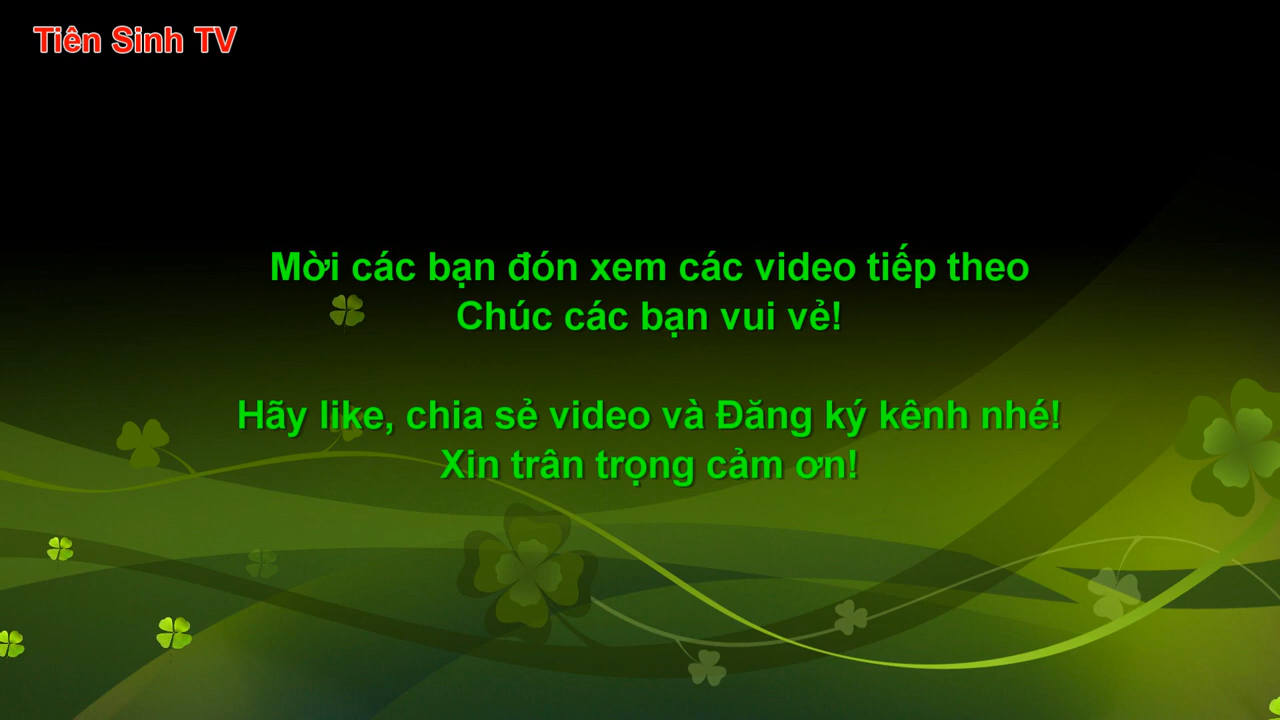 Tiên Sinh TV
Mời các bạn đón xem các video tiếp theo
Chúc các bạn vui vẻ!
Hãy like, chia sẻ video và Đăng ký kênh nhé!
Xin trân trọng cảm ơn!